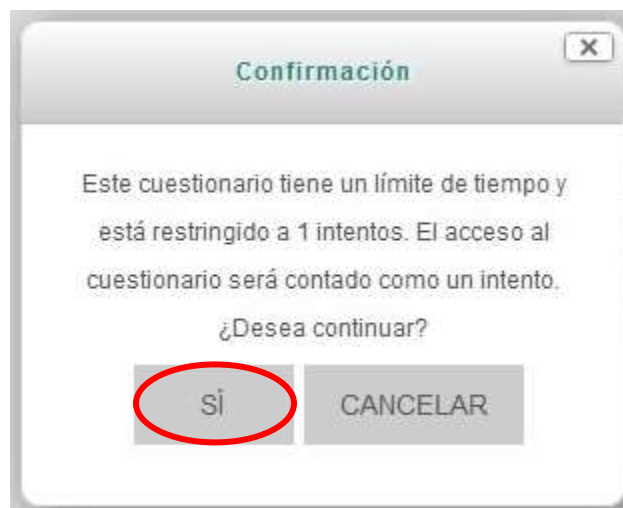 Confirmación
Este cuestionario tiene un límite de tiempo y
está restringido a 1 intentos. El acceso al
cuestionario será contado como un intento.
¿Desea continuar?
SÍ
CANCELAR